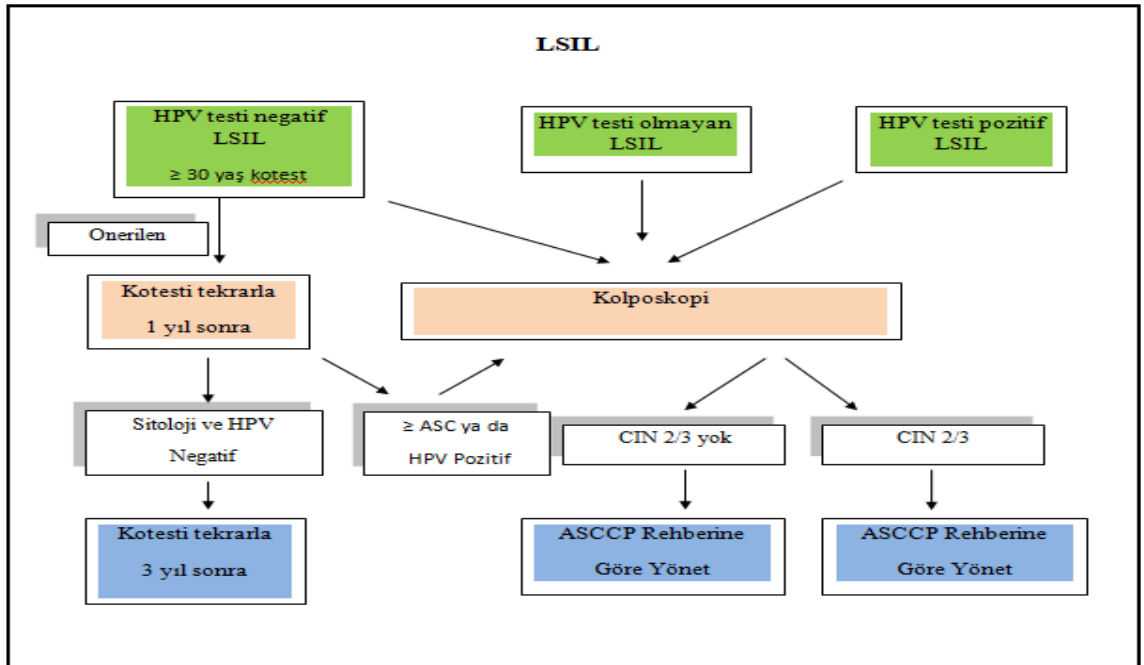 LSIL
HPV testi negatif
LSIL
≥ 30 yaş kotest
HPV testi olmayan
LSIL
HPV testi pozitif
LSIL
Onerilen
Kotesti tekrarla
1 yıl sonra
Kolposkopi
Sitoloji ve HPV
Negatif
≥ ASC ya da
HPV Pozitif
CIN 2/3 yok
CIN 2/3
Kotesti tekrarla
3 yıl sonra
ASCCP Rehberine
Göre Yönet
ASCCP Rehberine
Göre Yönet